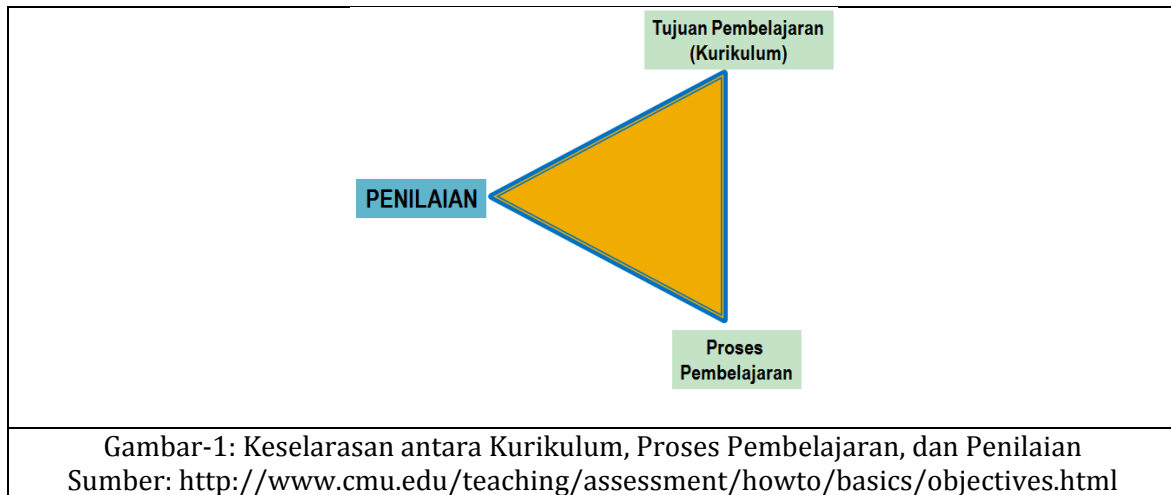 Tujuan Pembelajaran
(Kurikulum)
PENILAIAN
Proses
Pembelajaran
Gambar-1: Keselarasan antara Kurikulum, Proses Pembelajaran, dan Penilaian
Sumber: http://www.cmu.edu/teaching/assessment/howto/basics/objectives.html